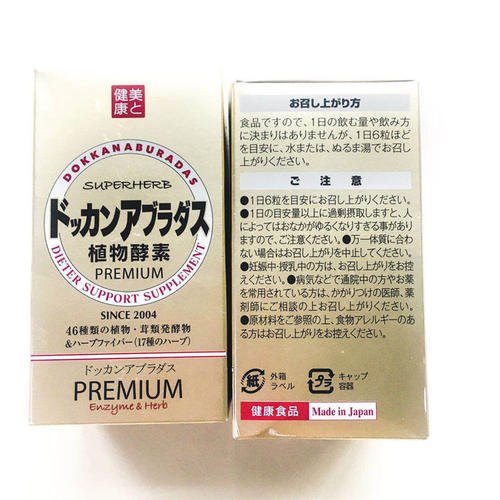 美と
健康
DOKKANABURADAS
SUPERHERB
ドッカンアブラダス
植物酵素
PREMIUM
DIETER SUPPORT SUPPLEMENT
SINCE 2004
46種類の植物・茸類発酵物
&ハーブファイバー(17種のハーブ)
ドッカンアブラダス
PREMIUM
Enzyme & Herb
お召し上がり方
食品ですので、1日の飲む量や飲み方
に決まりはありませんが、1日6粒ほど
を目安に、水または、ぬるま湯でお召し
上がりください。
ご注意
●1日6粒を目安にお召し上がりください。
●1日の目安量以上に過剰摂取しますと、人
によってはおなかがゆるくなりすぎる事があり
ますので、ご注意ください。●万一体質に合わ
ない場合はお召し上がりを中止してください。
●妊娠中・授乳中の方は、お召し上がりをお控
えください。●病気などで通院中の方やお薬
を常用されている方は、かかりつけの医師、薬
剤師にご相談の上お召し上がりください。
●原材料をご参照の上、食物アレルギーのあ
る方はお召し上がりをお控えください。
紙
外箱
ラベル
プラ
キャップ
容器
健康食品
Made in Japan